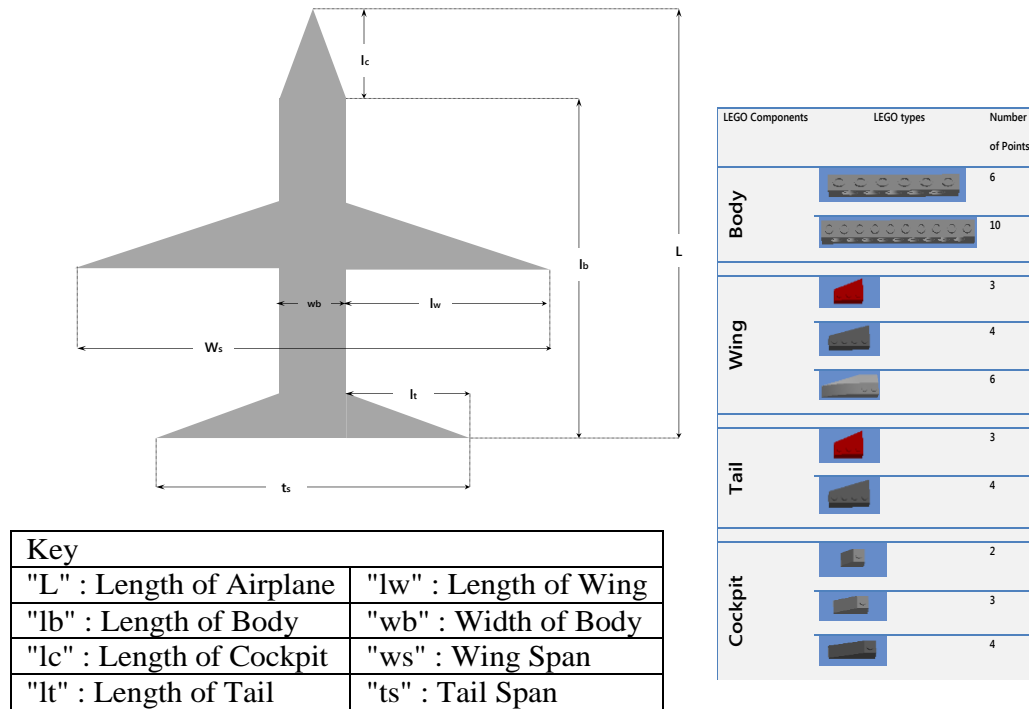 lc
L
lb
wb
lw
Ws
lt
ts
Key
"L" : Length of Airplane "lw" : Length of Wing
"lb" : Length of Body "wb" : Width of Body
"lc" : Length of Cockpit "ws" : Wing Span
"lt" : Length of Tail "ts" : Tail Span
LEGO Components LEGO types Number
of Points
Body
6
10
Wing
3
4
6
Tail
3
4
Cockpit
2
3
4